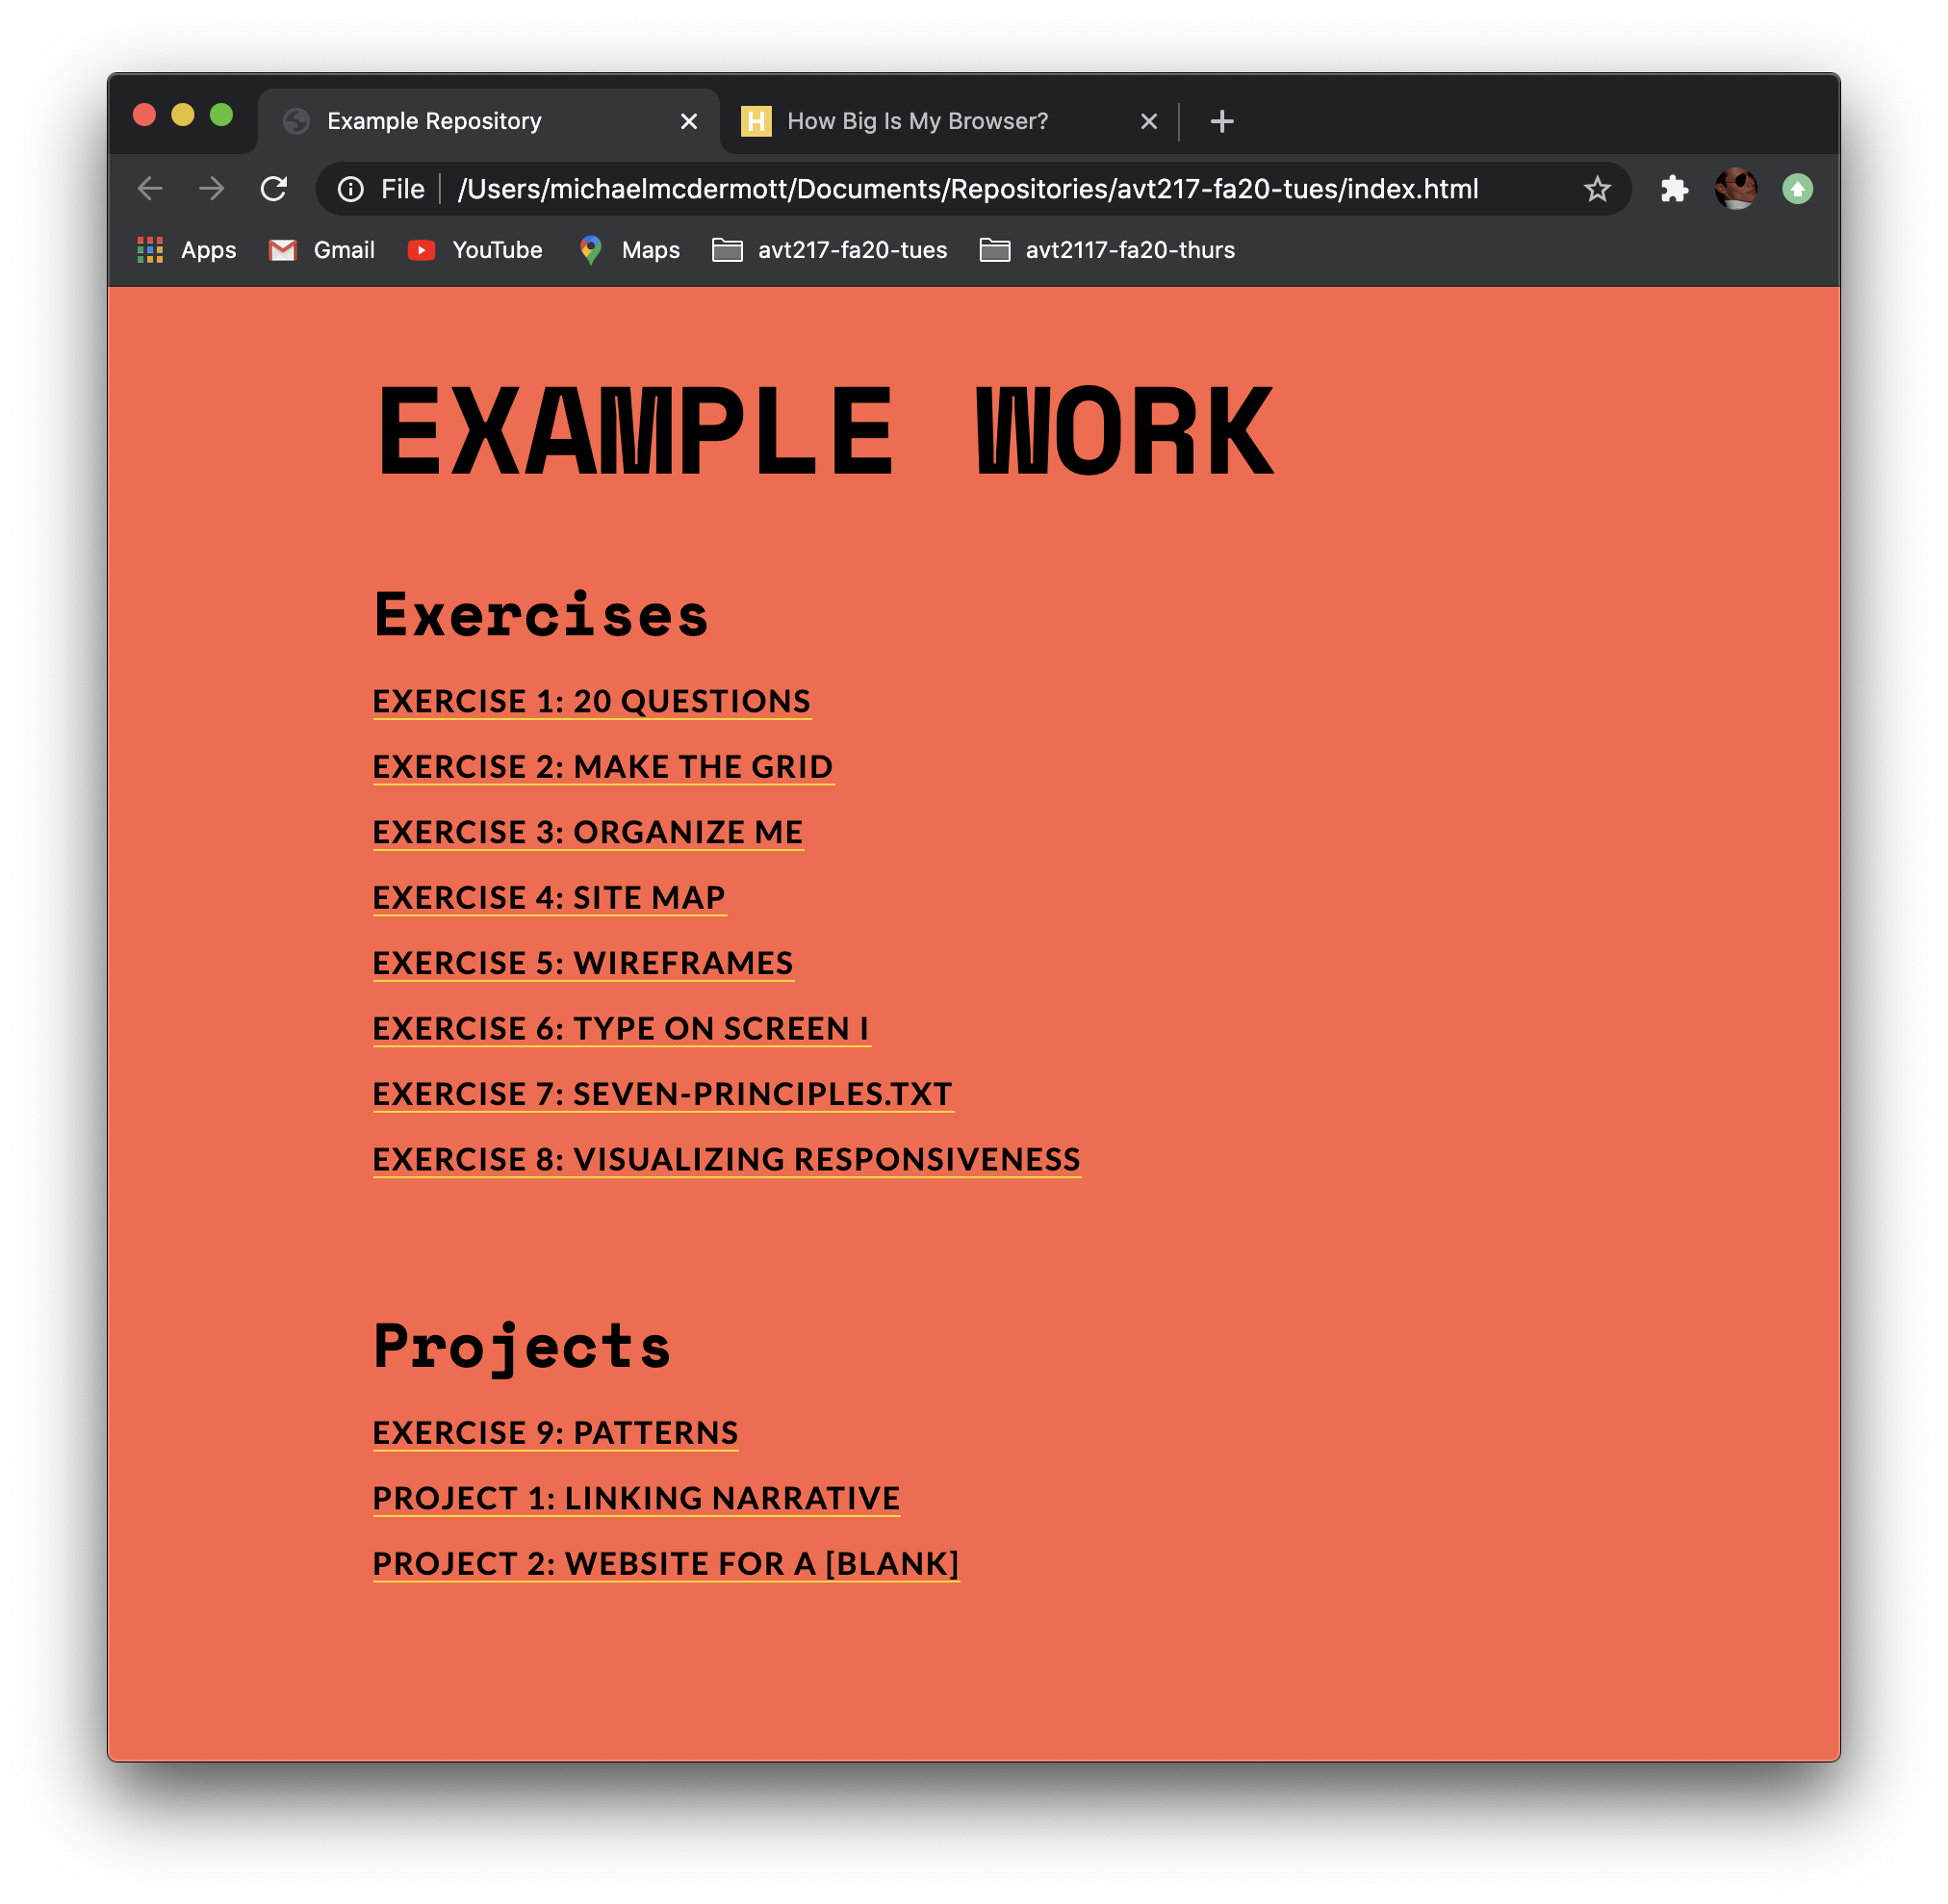 Example Repository
H How Big Is My Browser?
File /Users/michaelmcdermott/Documents/Repositories/avt217-fa20-tues/index.html
Apps Gmail YouTube Maps avt217-fa20-tues avt2117-fa20-thurs
EXAMPLE WORK
Exercises
EXERCISE 1: 20 QUESTIONS
EXERCISE 2: MAKE THE GRID
EXERCISE 3: ORGANIZE ME
EXERCISE 4: SITE MAP
EXERCISE 5: WIREFRAMES
EXERCISE 6: TYPE ON SCREEN I
EXERCISE 7: SEVEN-PRINCIPLES.TXT
EXERCISE 8: VISUALIZING RESPONSIVENESS
Projects
EXERCISE 9: PATTERNS
PROJECT 1: LINKING NARRATIVE
PROJECT 2: WEBSITE FOR A [BLANK]